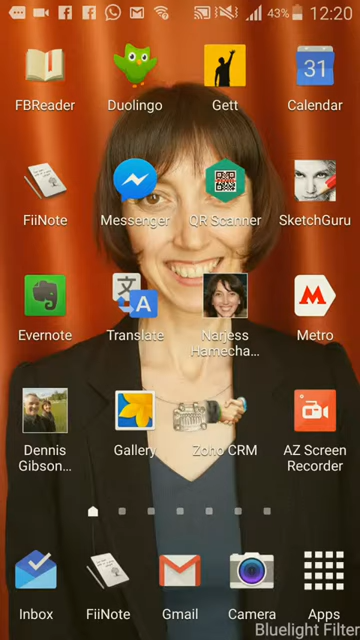 43% 12:20
FBReader Duolingo Gett Calendar
31
FiiNote Messenger QR Scanner SketchGuru
Evernote Translate Narjess Hamecha... Metro
Dennis Gibson... Gallery Zoho CRM AZ Screen Recorder
Inbox FiiNote Gmail Camera Apps
Bluelight Filter